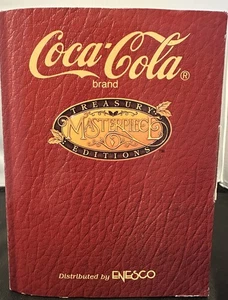 Coca-Cola®
brand
TREASURY
MASTERPIECE
EDITIONS
Distributed by ENESCO